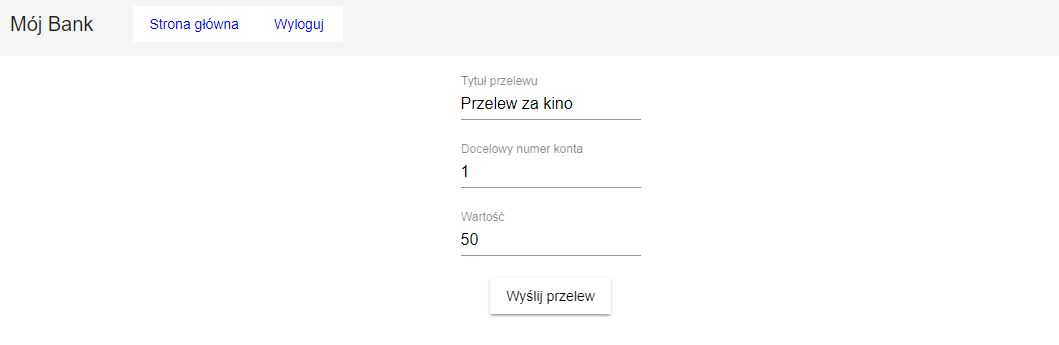 Mój Bank
Strona główna
Wyloguj
Tytuł przelewu
Przelew za kino
Docelowy numer konta
1
Wartość
50
Wyślij przelew